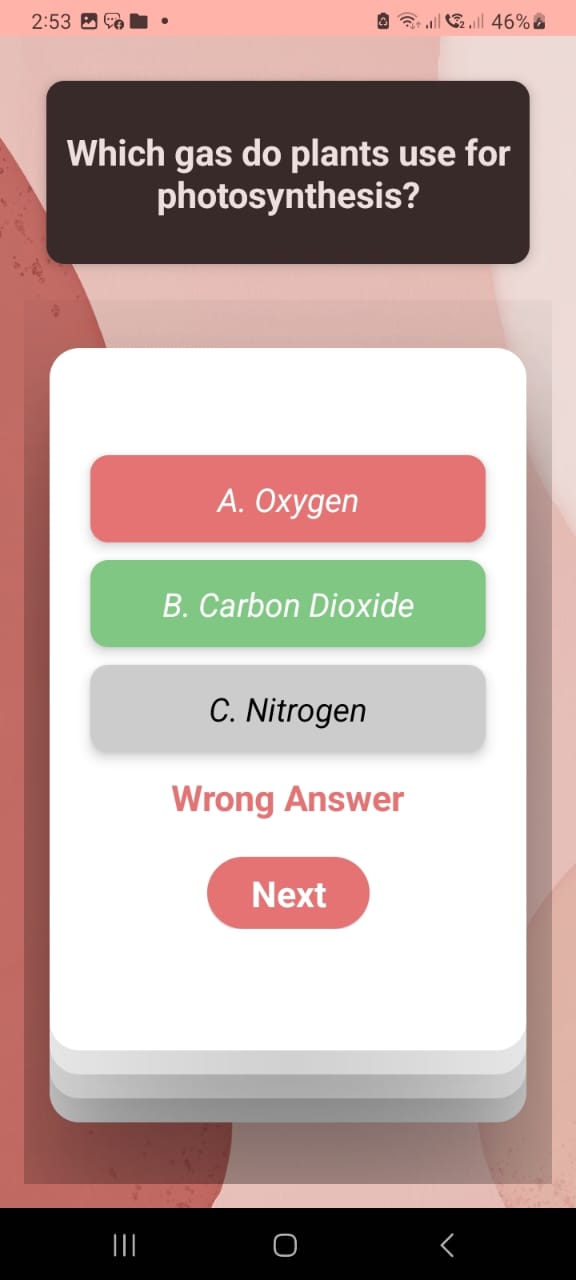 2:53
46%
Which gas do plants use for
photosynthesis?
A. Oxygen
B. Carbon Dioxide
C. Nitrogen
Wrong Answer
Next